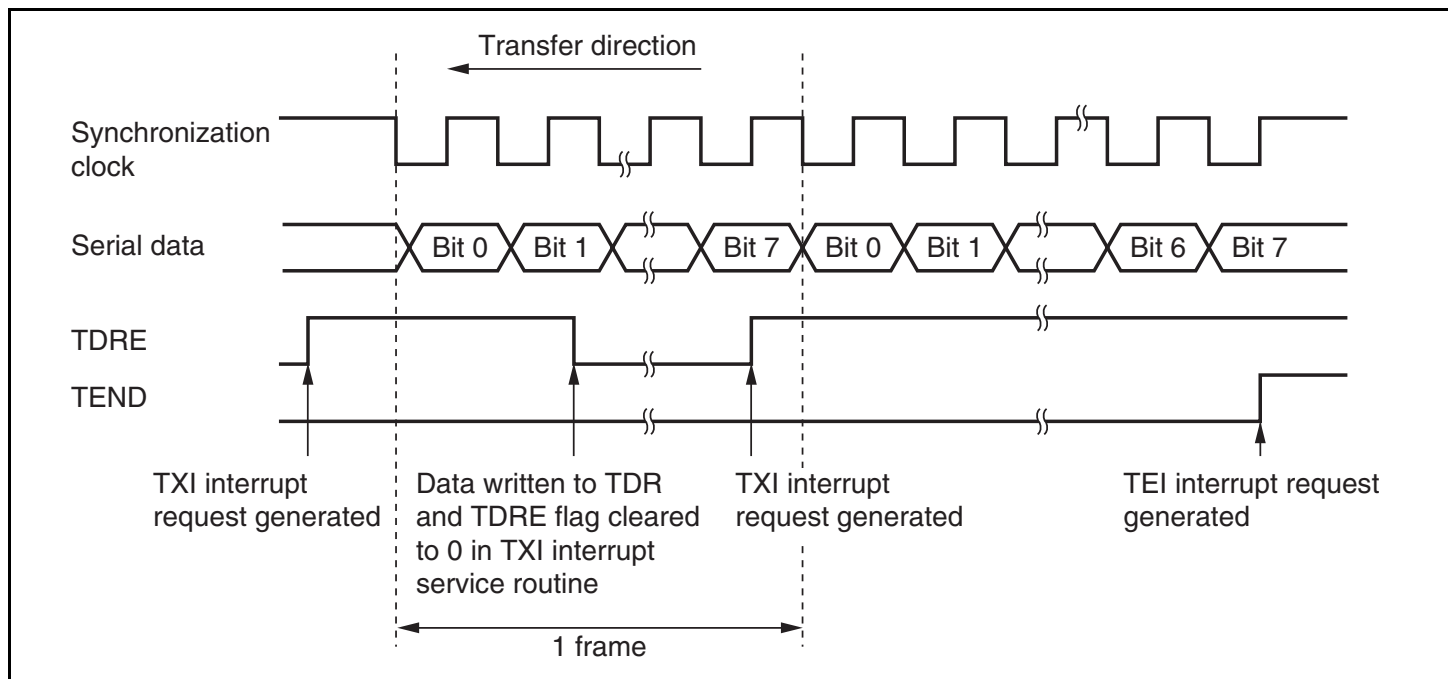 Transfer direction
Synchronization
clock
Serial data
Bit 0
Bit 1
Bit 7
Bit 0
Bit 1
Bit 6
Bit 7
TDRE
TEND
TXI interrupt
request generated
Data written to TDR
and TDRE flag cleared
to 0 in TXI interrupt
service routine
TXI interrupt
request generated
TEI interrupt request
generated
1 frame